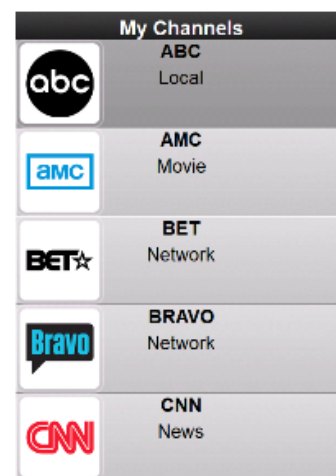 My Channels
abc
ABC
Local
aMC
AMC
Movie
BET
BET
Network
Bravo
BRAVO
Network
CNN
CNN
News